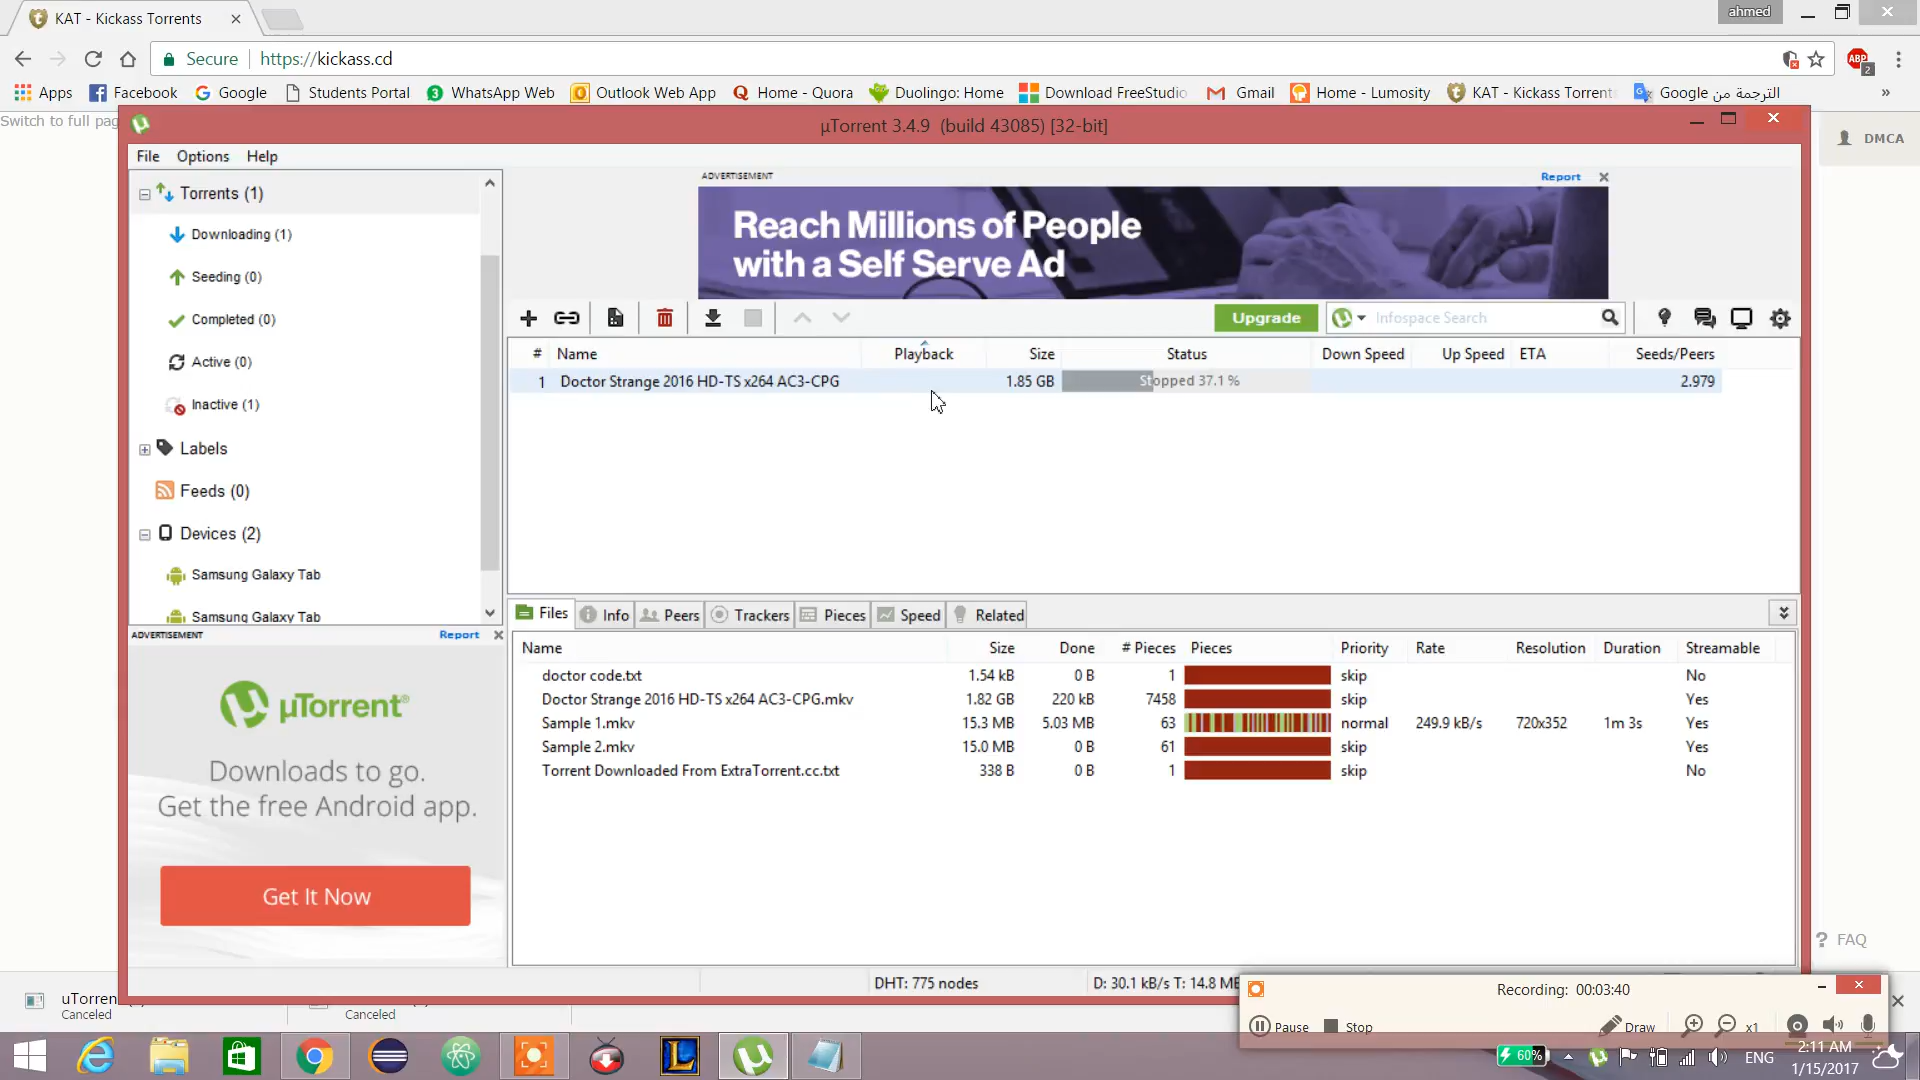 KAT - Kickass Torrents
ahmed
Secure https://kickass.cd
ABP
2
Apps Facebook Google Students Portal WhatsApp Web Outlook Web App Home - Quora Duolingo: Home Download FreeStudio Gmail Home - Lumosity KAT - Kickass Torrents الترجمة من Google »
Switch to full pag
DMCA
µTorrent 3.4.9 (build 43085) [32-bit]
File Options Help
ADVERTISEMENT
Report
Reach Millions of People
with a Self Serve Ad
Torrents (1)
Downloading (1)
Seeding (0)
Completed (0)
Active (0)
Inactive (1)
Labels
Feeds (0)
Devices (2)
Samsung Galaxy Tab
Samsung Galaxy Tab
Upgrade
Infospace Search
# Name Playback Size Status Down Speed Up Speed ETA Seeds/Peers
1 Doctor Strange 2016 HD-TS x264 AC3-CPG 1.85 GB Stopped 37.1 % 2.979
Files Info Peers Trackers Pieces Speed Related
Name Size Done # Pieces Pieces Priority Rate Resolution Duration Streamable
doctor code.txt 1.54 kB 0 B 1 skip No
Doctor Strange 2016 HD-TS x264 AC3-CPG.mkv 1.82 GB 220 kB 7458 skip Yes
Sample 1.mkv 15.3 MB 5.03 MB 63 normal 249.9 kB/s 720x352 1m 3s Yes
Sample 2.mkv 15.0 MB 0 B 61 skip Yes
Torrent Downloaded From ExtraTorrent.cc.txt 338 B 0 B 1 skip No
ADVERTISEMENT
Report
µTorrent®
Downloads to go.
Get the free Android app.
Get It Now
? FAQ
DHT: 775 nodes D: 30.1 kB/s T: 14.8 MB
uTorren
Canceled
Canceled
Recording: 00:03:40
Pause Stop Draw x1
60%
ENG
2:11 AM
1/15/2017